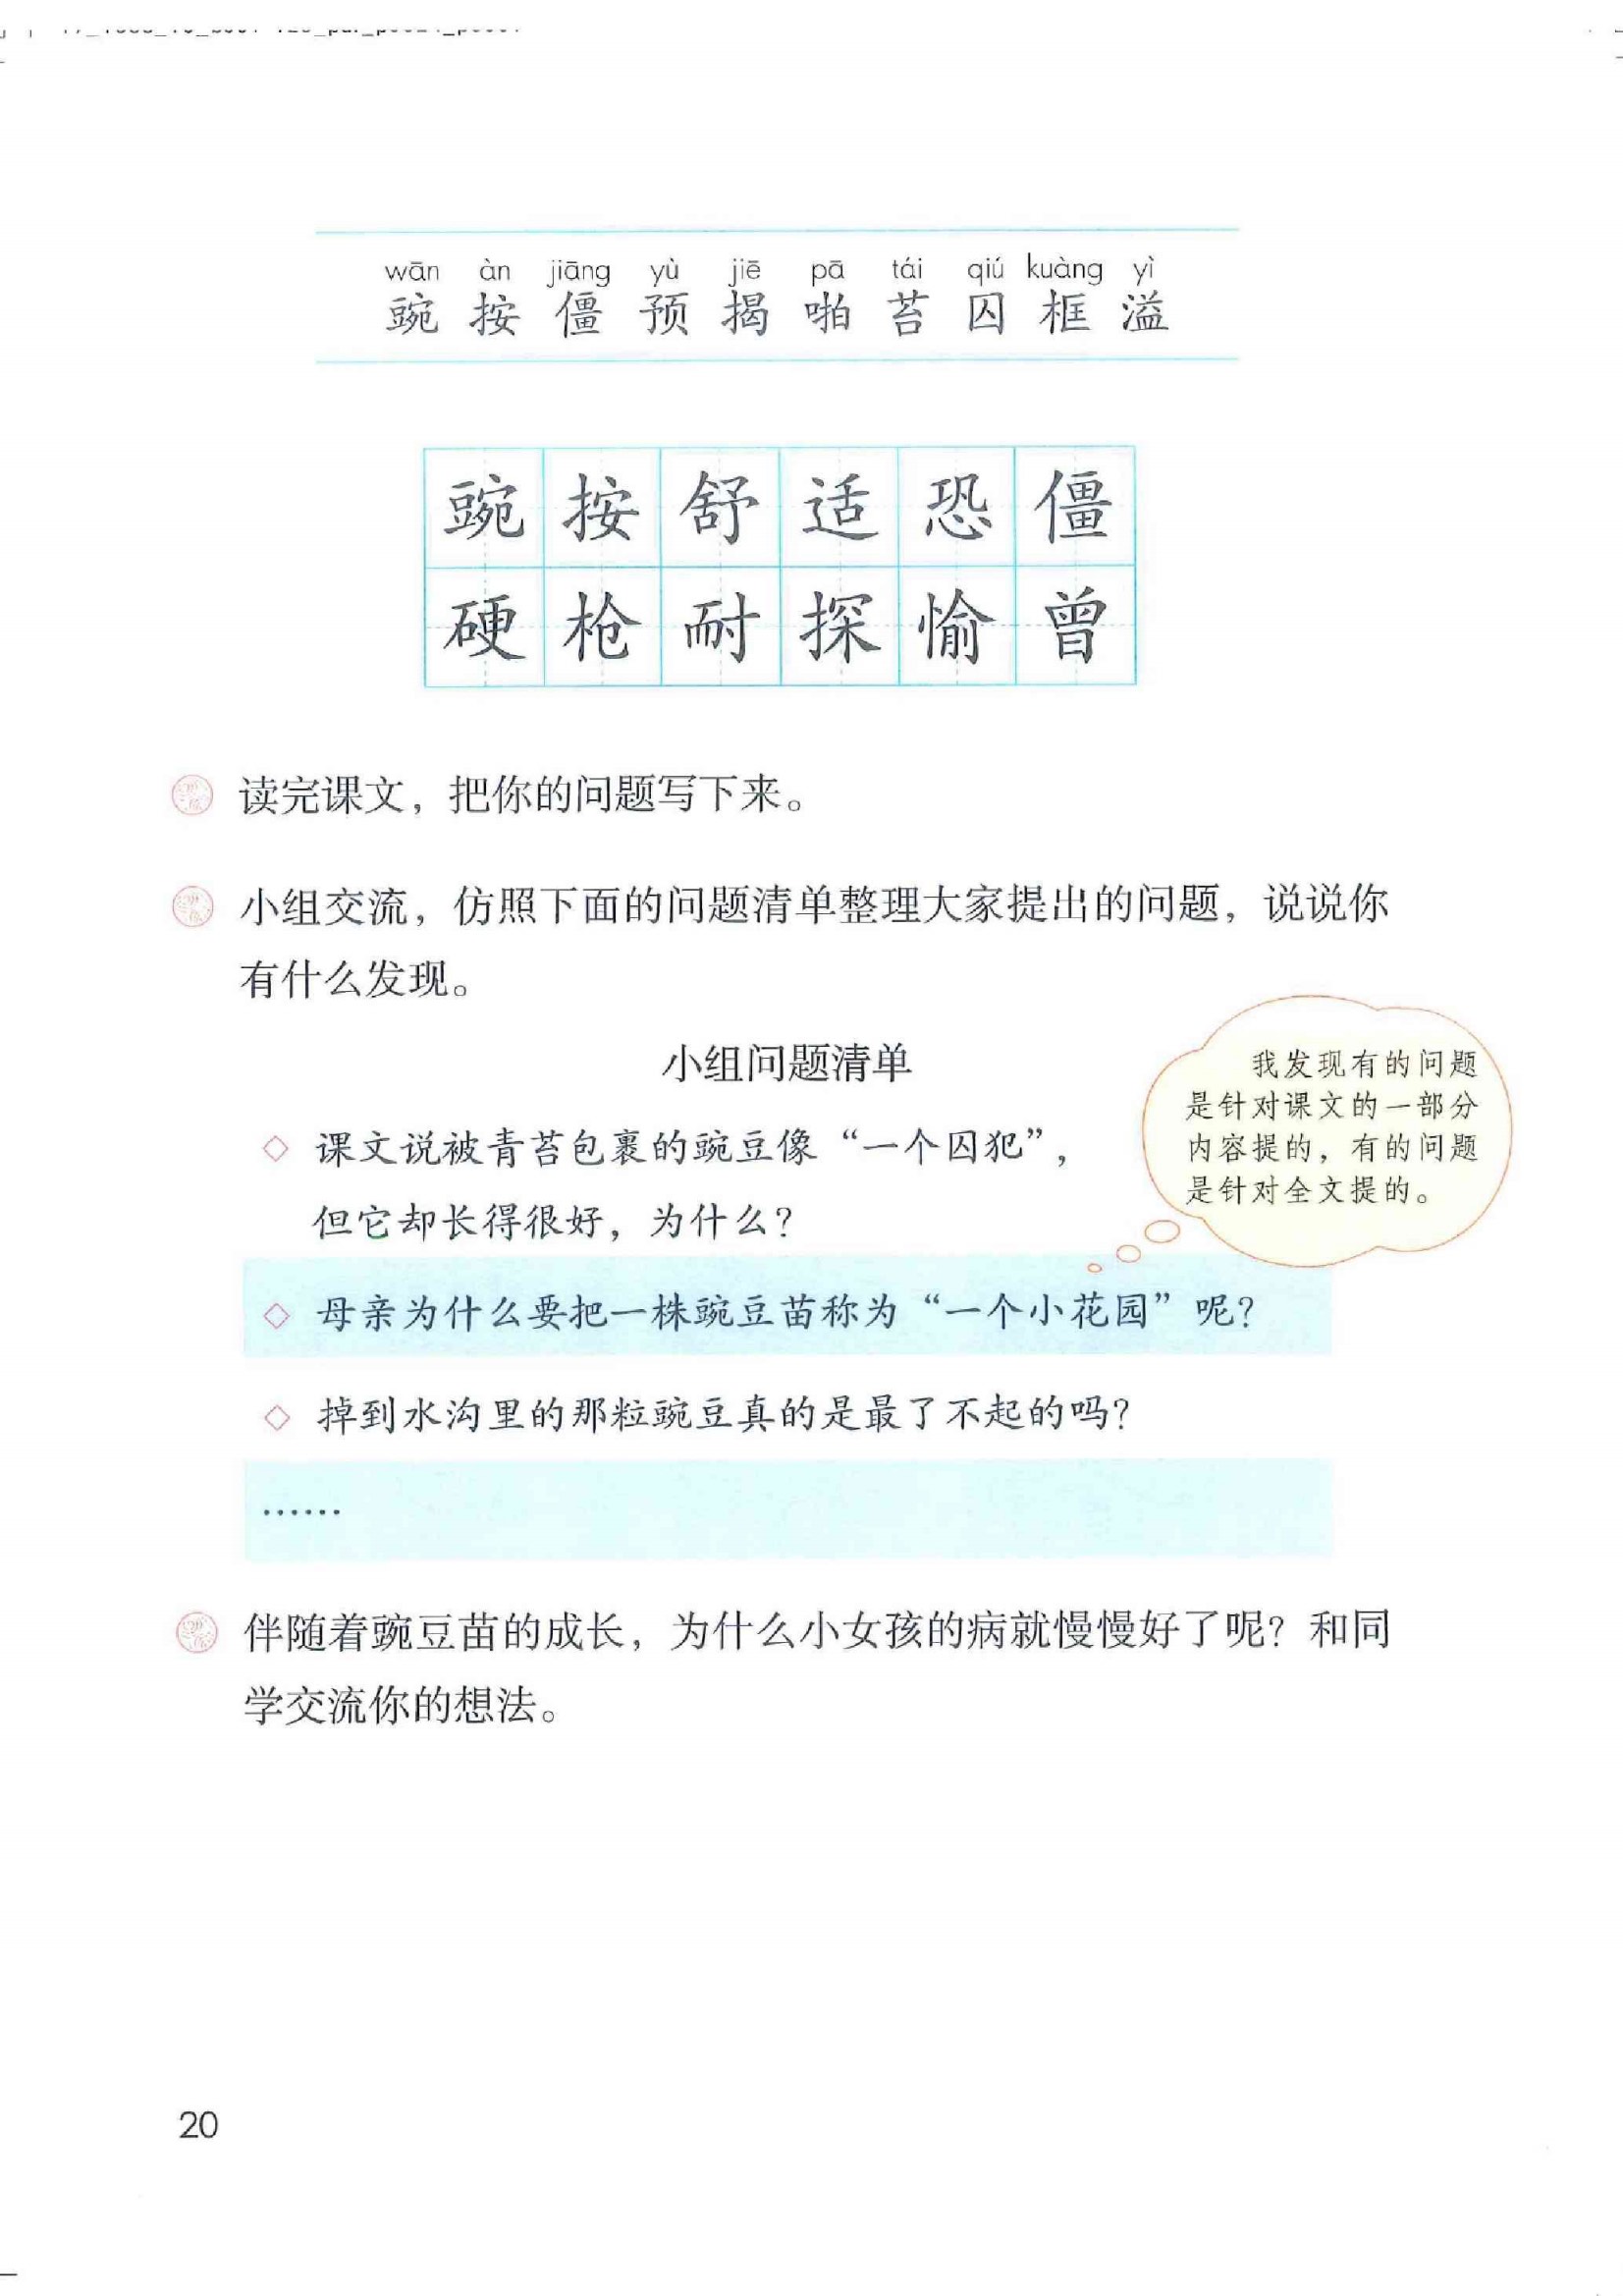 wān àn jiāng yù jiē pā tái qiú kuàng yì
豌 按 僵 预 揭 啪 苔 囚 框 溢
豌 按 舒 适 恐 僵
硬 枪 耐 探 愉 曾
读完课文，把你的问题写下来。
小组交流，仿照下面的问题清单整理大家提出的问题，说说你
有什么发现。
小组问题清单
◇ 课文说被青苔包裹的豌豆像“一个囚犯”，
但它却长得很好，为什么？
我发现有的问题
是针对课文的一部分
内容提的，有的问题
是针对全文提的。
◇ 母亲为什么要把一株豌豆苗称为“一个小花园”呢？
◇ 掉到水沟里的那粒豌豆真的是最了不起的吗？
……
伴随着豌豆苗的成长，为什么小女孩的病就慢慢好了呢？和同
学交流你的想法。
20